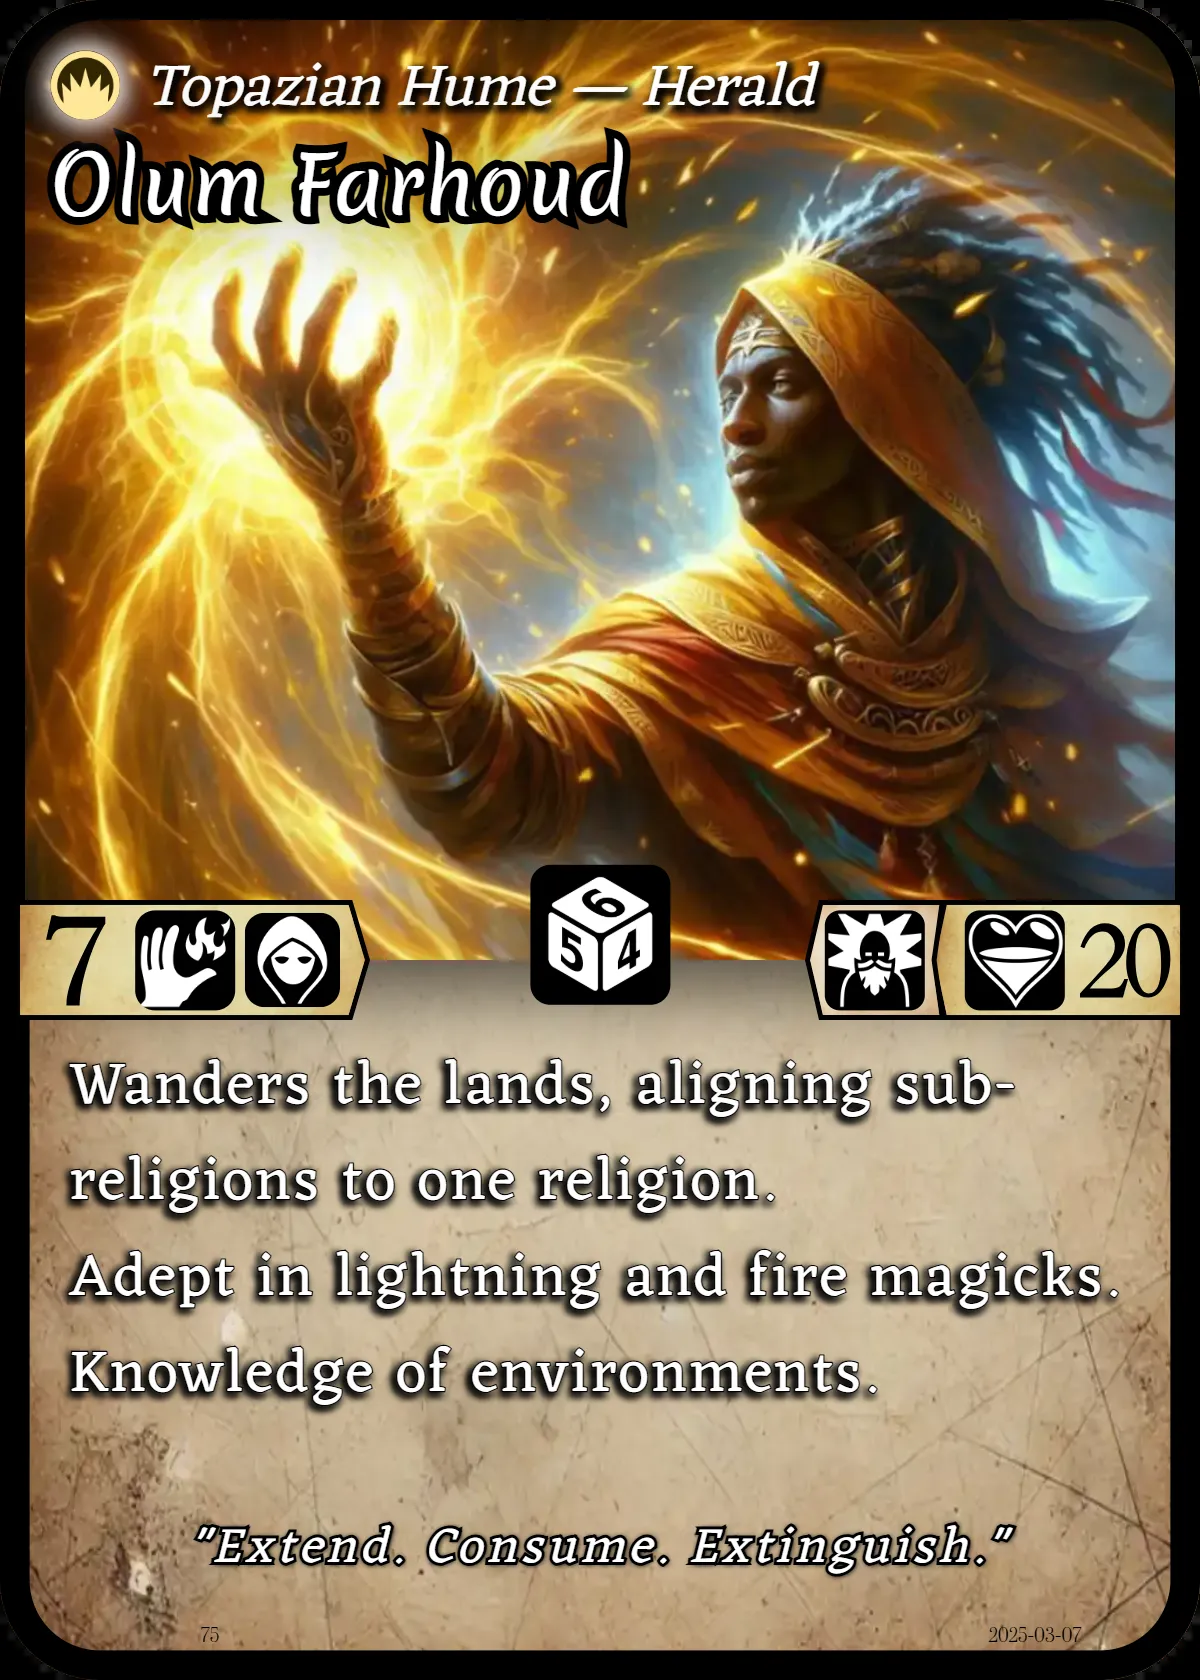 Topazian Hume — Herald
Olum Farhoud
7
6
5 4
20
Wanders the lands, aligning sub-
religions to one religion.
Adept in lightning and fire magicks.
Knowledge of environments.
"Extend. Consume. Extinguish."
75
2025-03-07